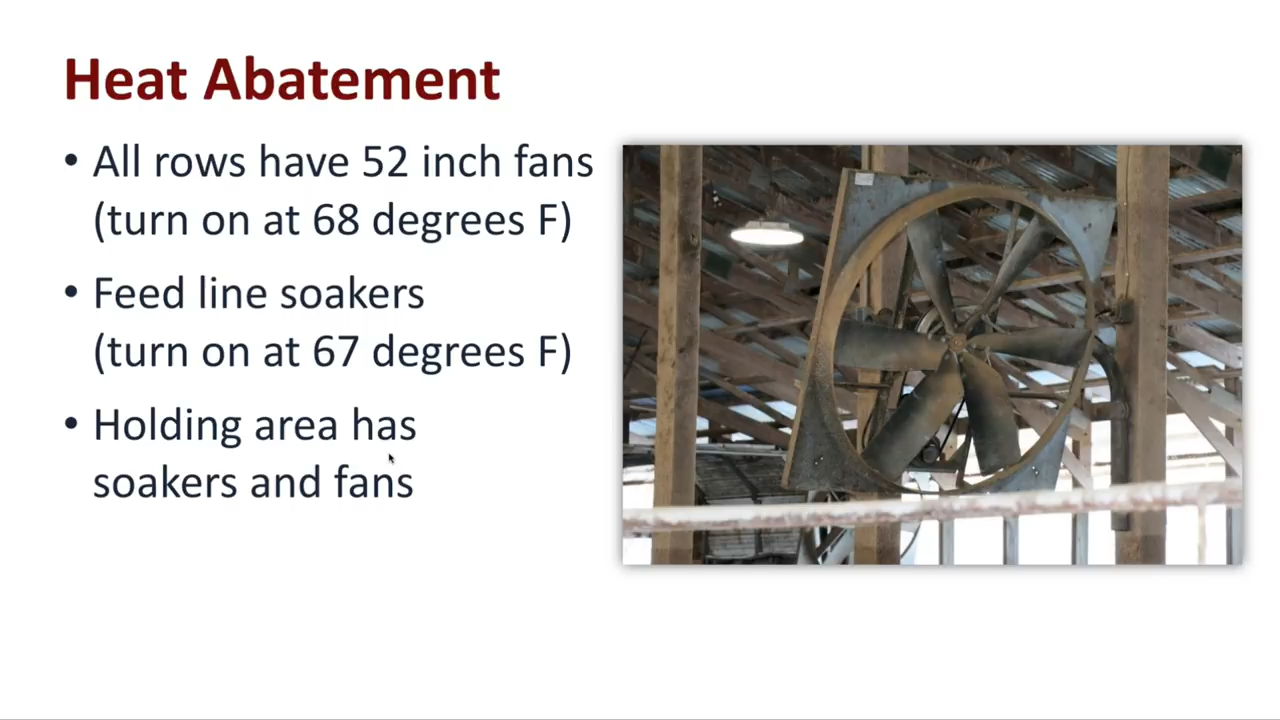 Heat Abatement
• All rows have 52 inch fans
(turn on at 68 degrees F)
• Feed line soakers
(turn on at 67 degrees F)
• Holding area has
soakers and fans